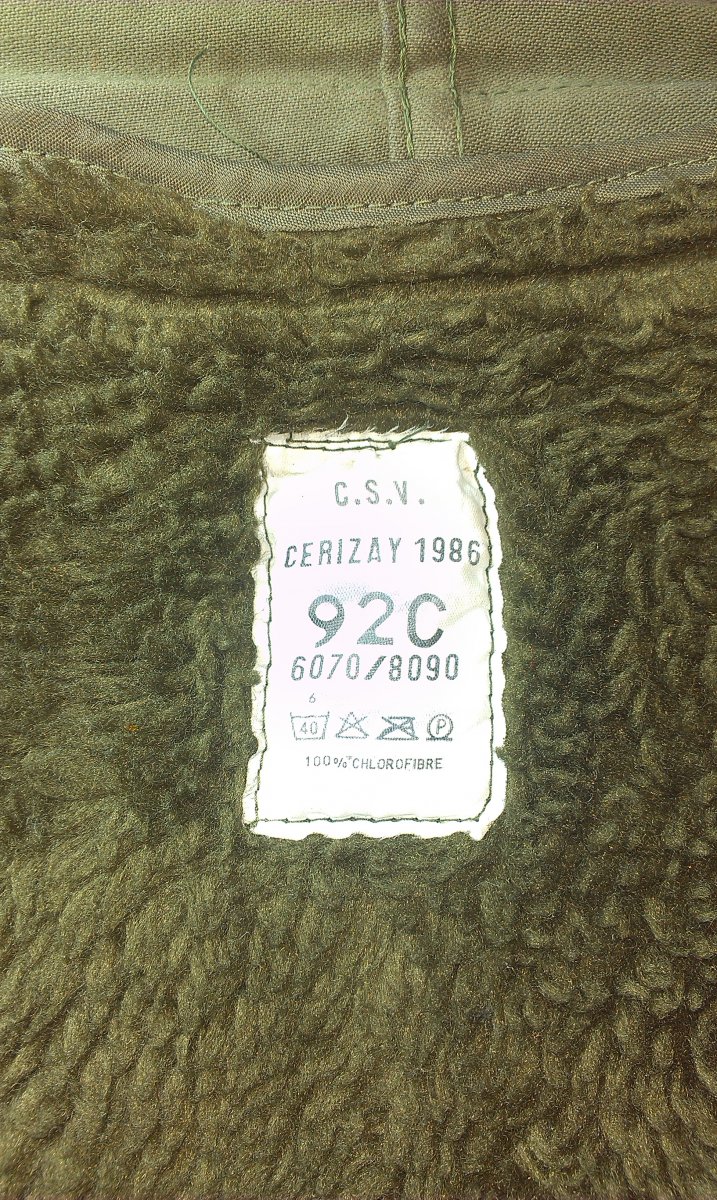 C.S.V.
CERIZAY 1986
92C
6070/8090
6
40 P
100% CHLOROFIBRE